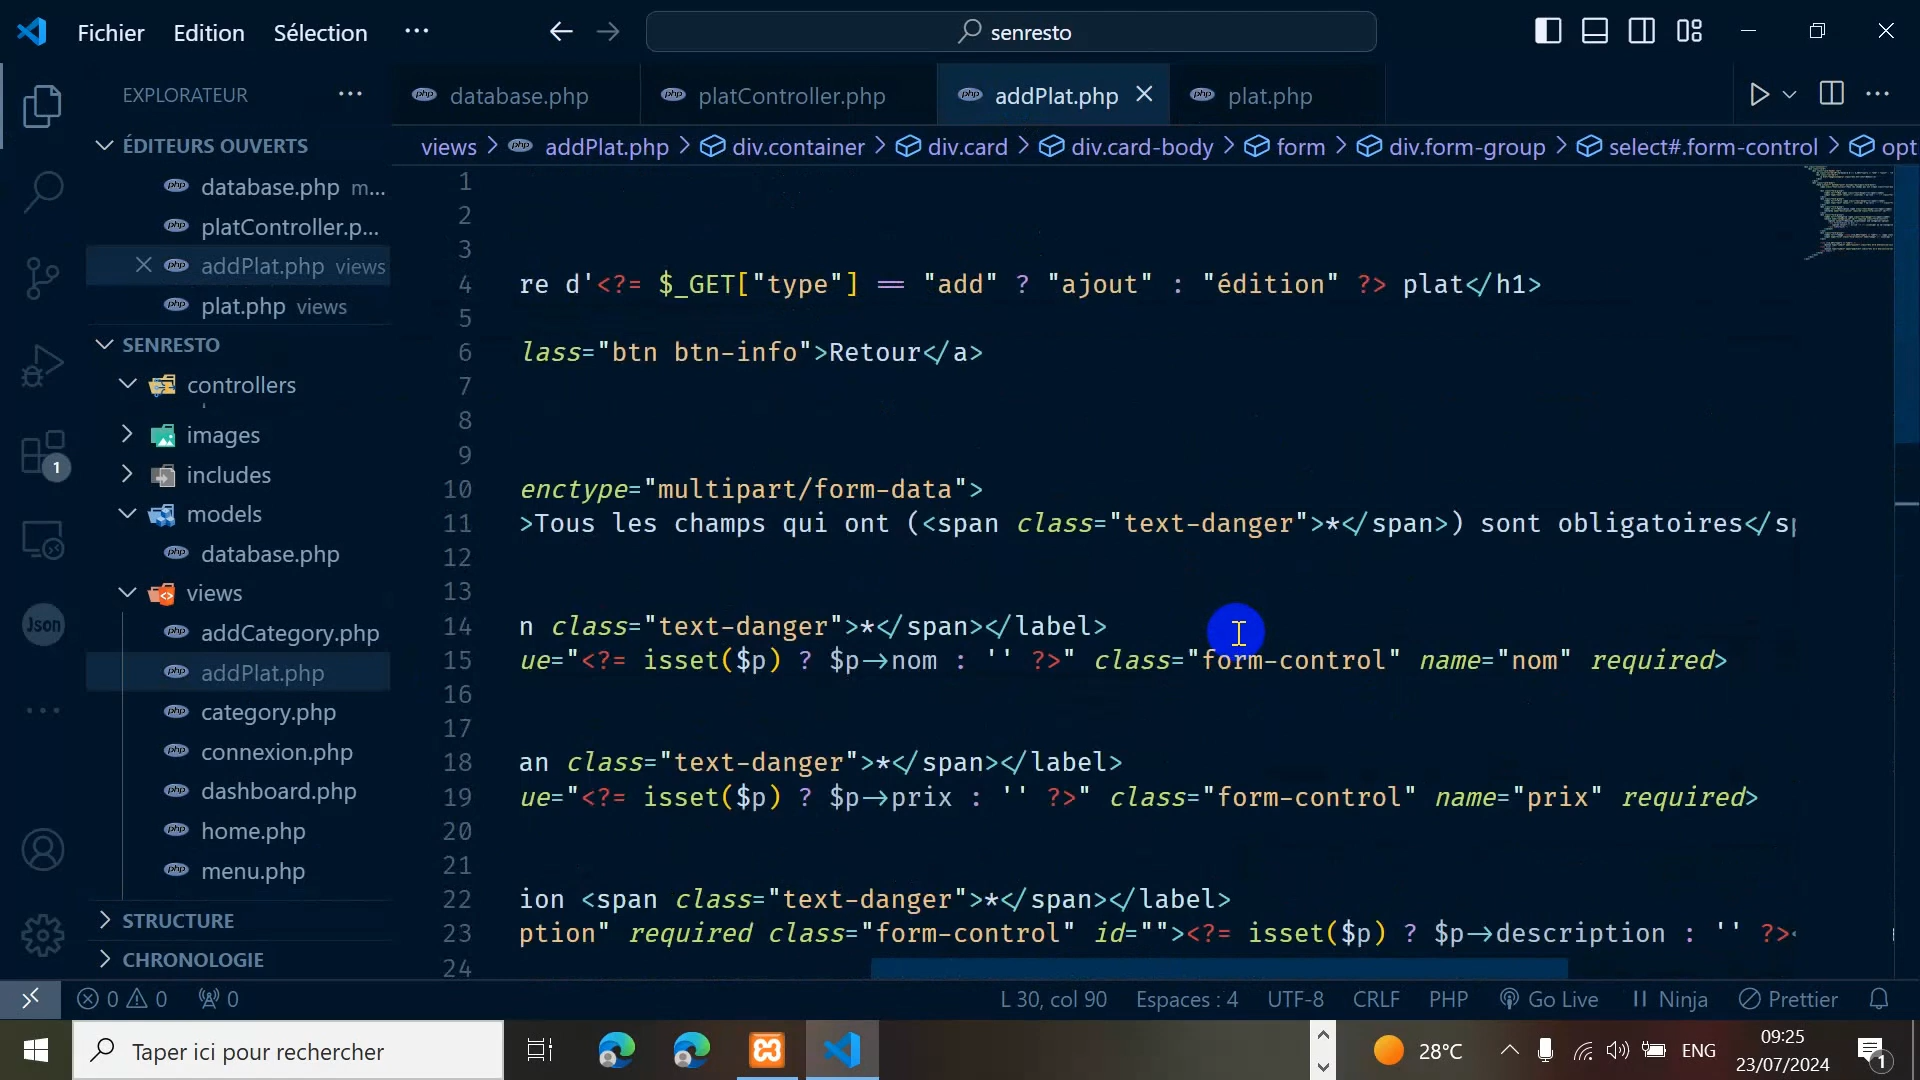 Fichier Edition Sélection ··· senresto
EXPLORATEUR ···
database.php platController.php addPlat.php plat.php
ÉDITEURS OUVERTS
views > addPlat.php > div.container > div.card > div.card-body > form > div.form-group > select#.form-control > opt
database.php m...
platController.p...
addPlat.php views
plat.php views
SENRESTO
controllers
images
includes
models
database.php
views
addCategory.php
addPlat.php
category.php
connexion.php
dashboard.php
home.php
menu.php
STRUCTURE
CHRONOLOGIE
1
Json
1
2
3
4 re d'<?= $_GET["type"] == "add" ? "ajout" : "édition" ?> plat</h1>
5
6 lass="btn btn-info">Retour</a>
7
8
9
10 enctype="multipart/form-data">
11 >Tous les champs qui ont (<span class="text-danger">*</span>) sont obligatoires</sp
12
13
14 n class="text-danger">*</span></label>
15 ue="<?= isset($p) ? $p->nom : '' ?>" class="form-control" name="nom" required>
16
17
18 an class="text-danger">*</span></label>
19 ue="<?= isset($p) ? $p->prix : '' ?>" class="form-control" name="prix" required>
20
21
22 ion <span class="text-danger">*</span></label>
23 ption" required class="form-control" id=""><?= isset($p) ? $p->description : '' ?>
24
0 0 0 L 30, col 90 Espaces : 4 UTF-8 CRLF PHP Go Live Ninja Prettier
Taper ici pour rechercher 28°C ENG 09:25
23/07/2024
1